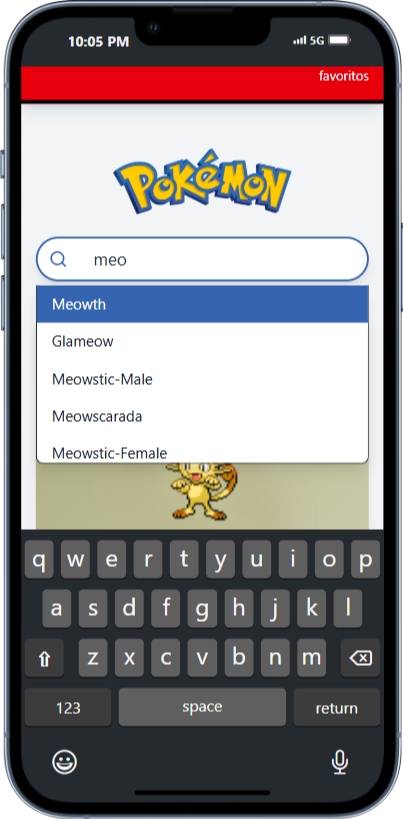 10:05 PM 5G
favoritos
POKéMON
meo
Meowth
Glameow
Meowstic-Male
Meowscarada
Meowstic-Female
q w e r t y u i o p
a s d f g h j k l
z x c v b n m
123 space return